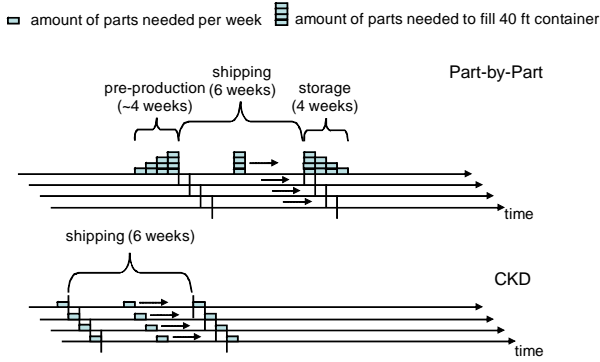 amount of parts needed per week
amount of parts needed to fill 40 ft container
Part-by-Part
shipping
(6 weeks)
pre-production
(~4 weeks)
storage
(4 weeks)
time
shipping (6 weeks)
CKD
time